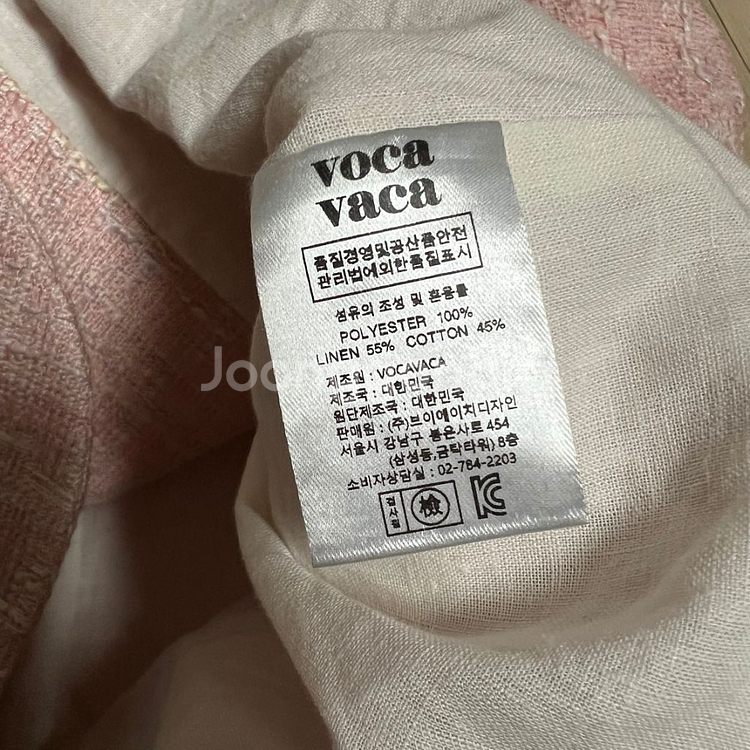 voca
vaca
품질경영및공산품안전
관리법에의한품질표시
섬유의 조성 및 혼용률
POLYESTER 100%
LINEN 55% COTTON 45%
제조원 : VOCAVACA
제조국 : 대한민국
원단제조국 : 대한민국
판매원 : (주)브이에이치디자인
서울시 강남구 봉은사로 454
(삼성동,금탁타워) 8층
소비자상담실 : 02-784-2203
검사필 檢